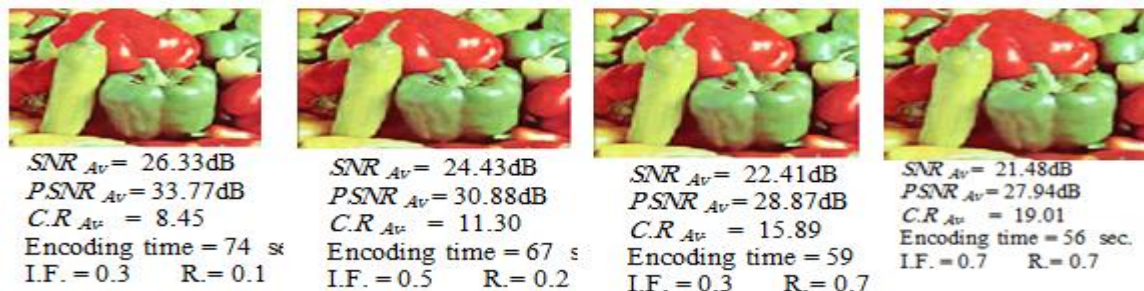 SNR Av = 26.33dB
PSNR Av = 33.77dB
C.R Av. = 8.45
Encoding time = 74 se
I.F. = 0.3 R.= 0.1
SNR Av = 24.43dB
PSNR Av = 30.88dB
C.R Av. = 11.30
Encoding time = 67 s
I.F. = 0.5 R.= 0.2
SNR Av = 22.41dB
PSNR Av = 28.87dB
C.R Av. = 15.89
Encoding time = 59
I.F. = 0.3 R.= 0.7
SNR Av = 21.48dB
PSNR Av = 27.94dB
C.R Av. = 19.01
Encoding time = 56 sec.
I.F. = 0.7 R.= 0.7